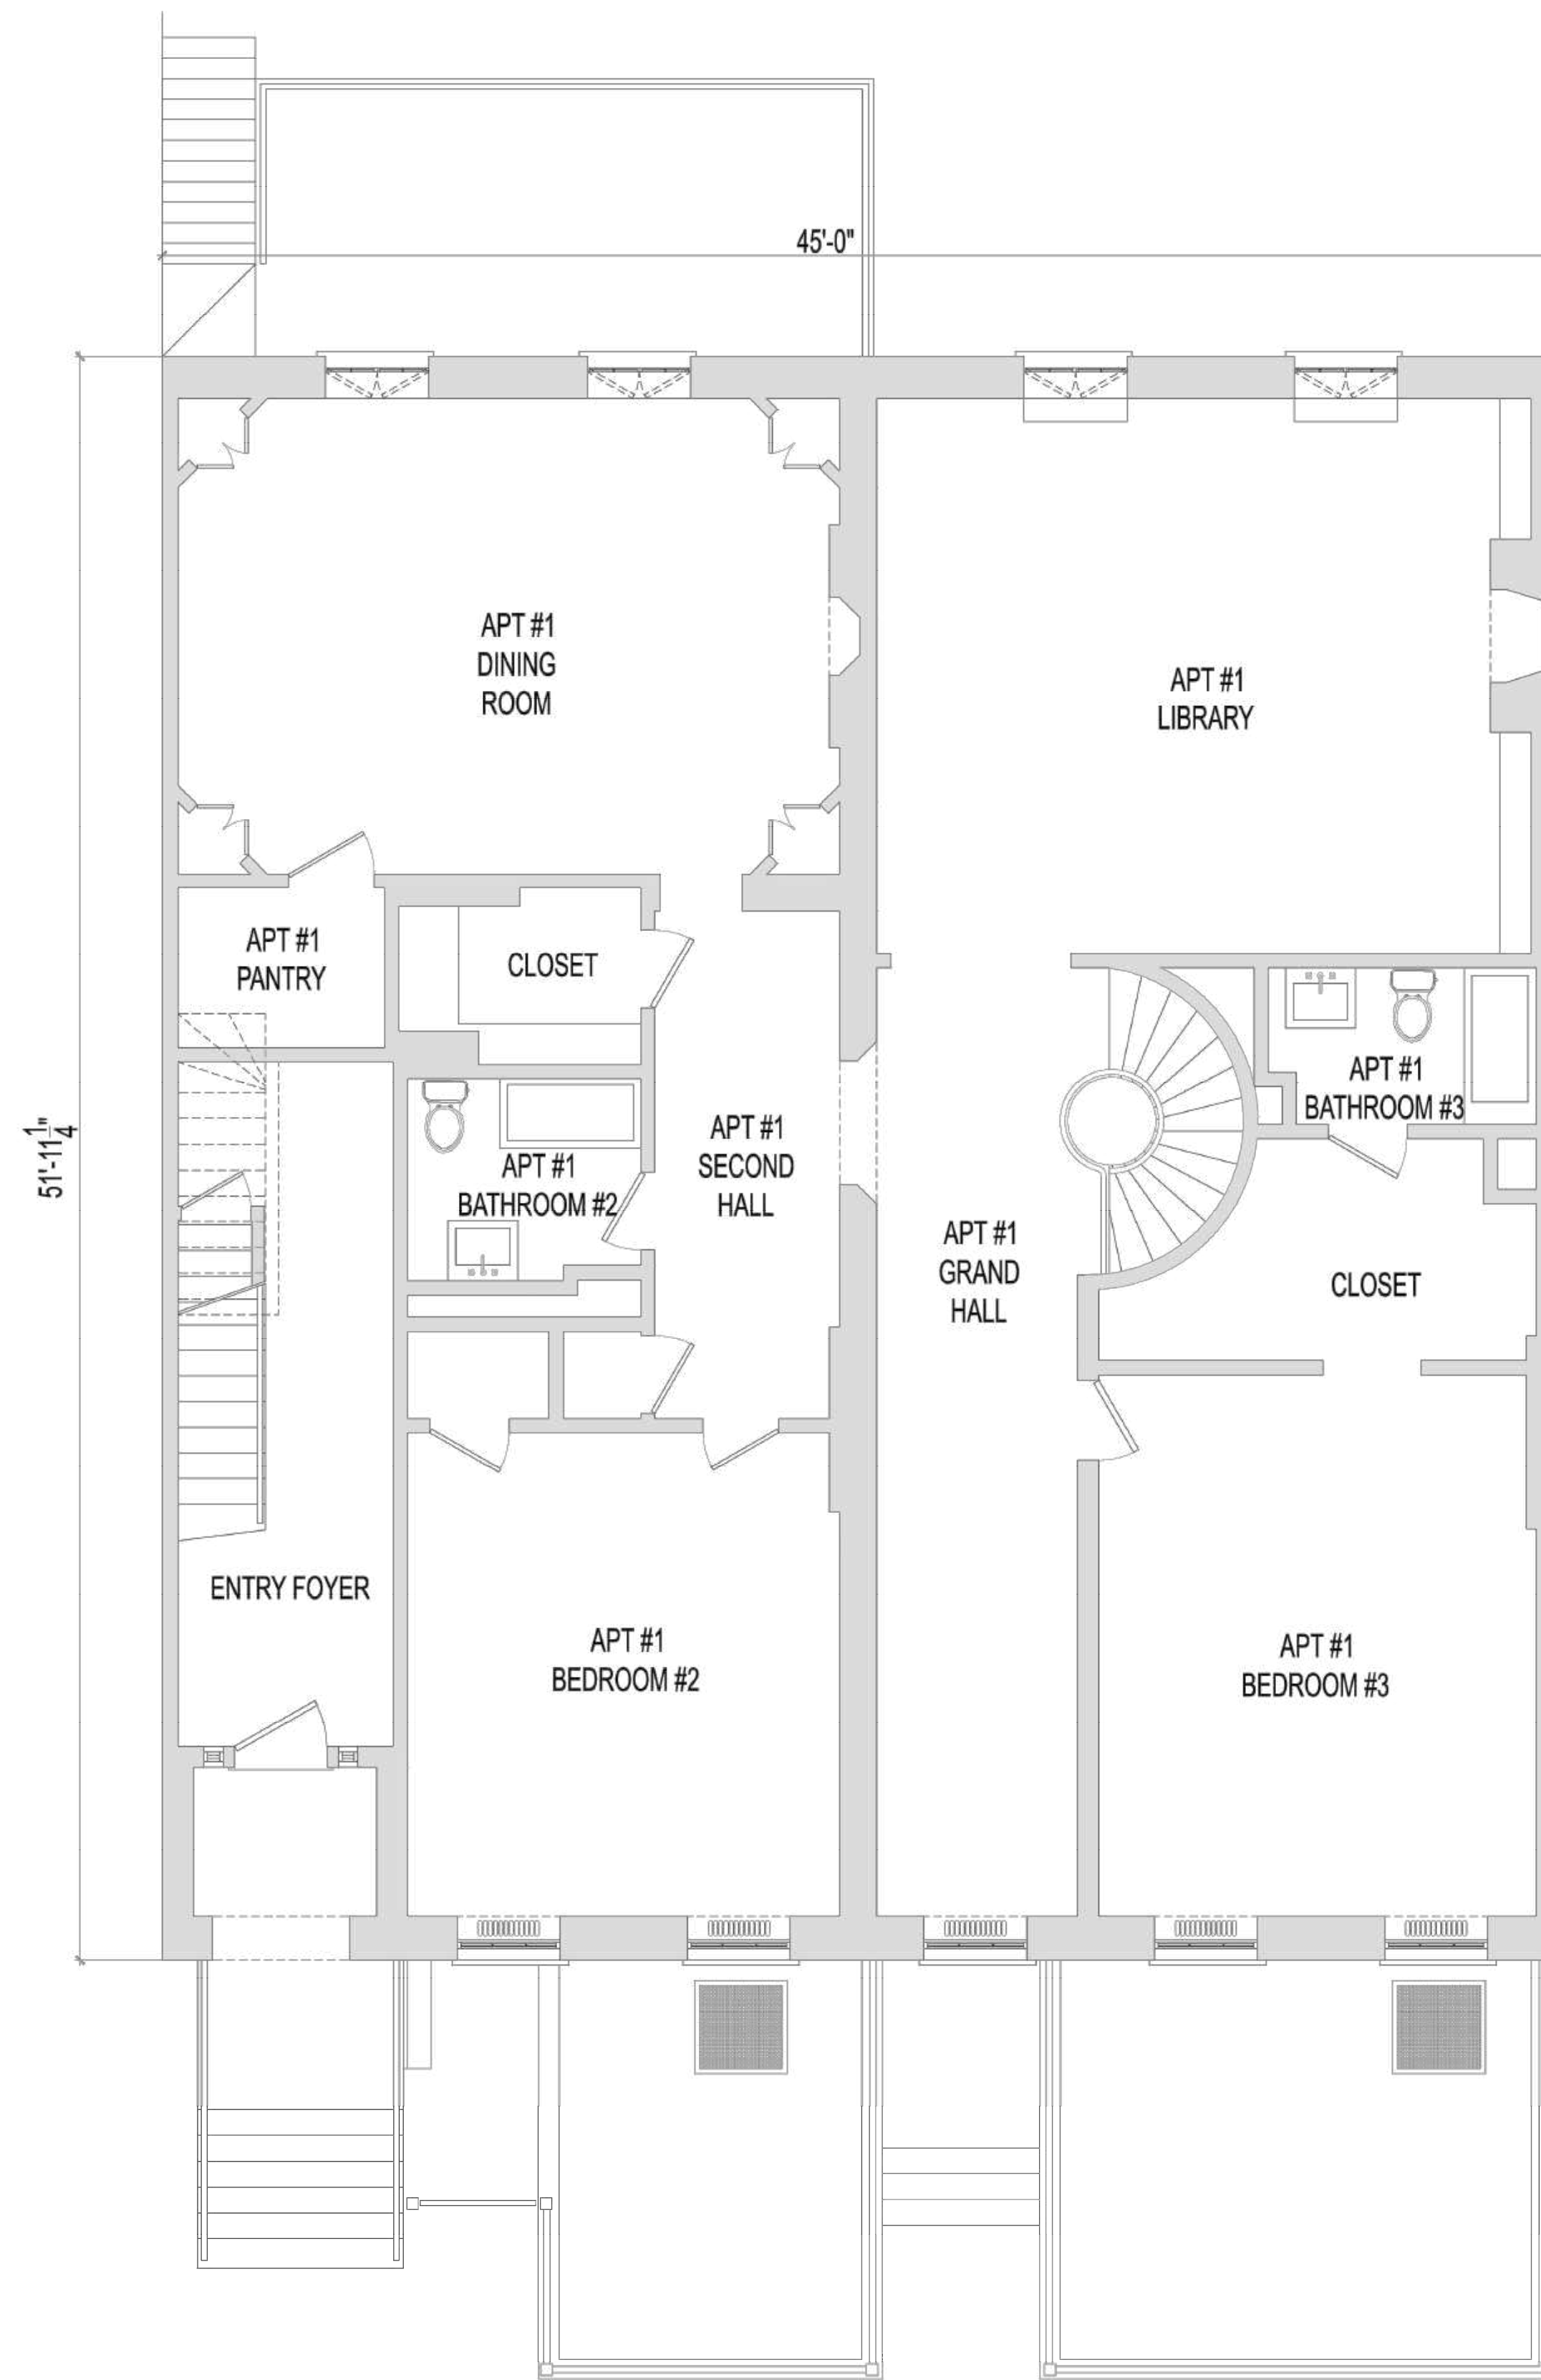 45'-0"
APT #1
DINING
ROOM
APT #1
LIBRARY
APT #1
PANTRY
CLOSET
51'-11 1/4"
APT #1
BATHROOM #2
APT #1
SECOND
HALL
APT #1
BATHROOM #3
APT #1
GRAND
HALL
CLOSET
ENTRY FOYER
APT #1
BEDROOM #2
APT #1
BEDROOM #3